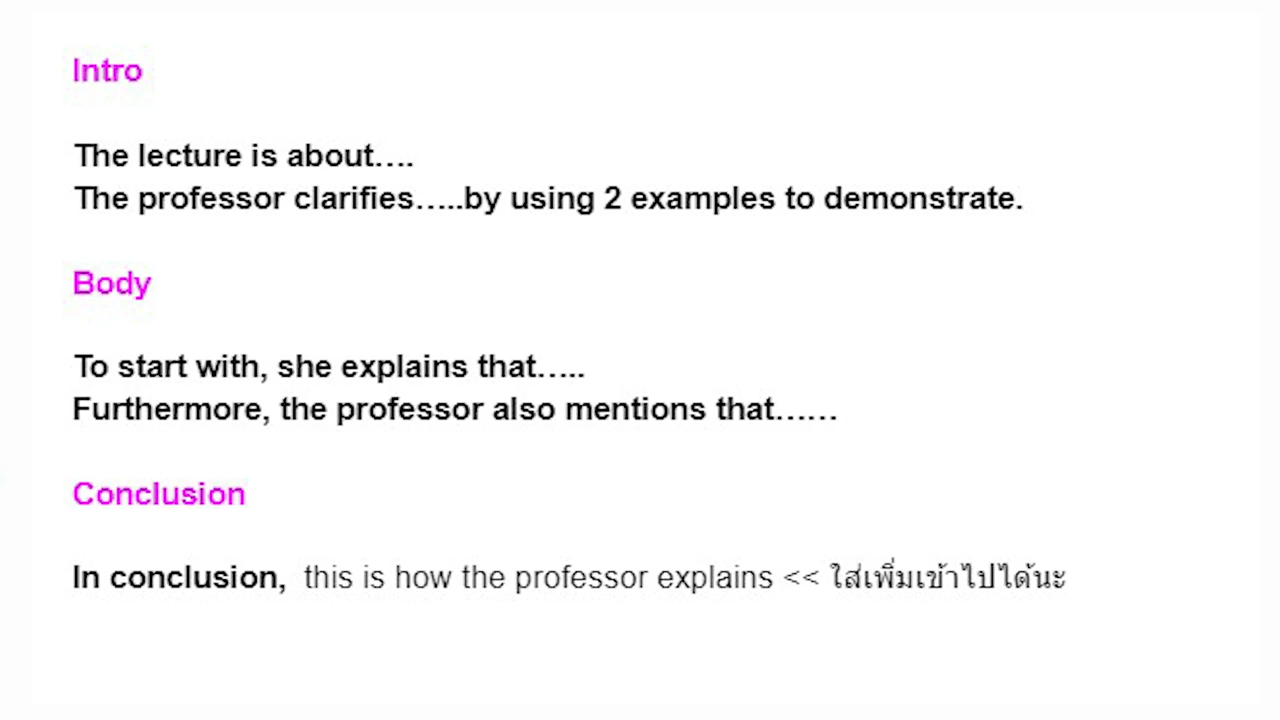 Intro
The lecture is about….
The professor clarifies…..by using 2 examples to demonstrate.
Body
To start with, she explains that…..
Furthermore, the professor also mentions that……
Conclusion
In conclusion,  this is how the professor explains << ใส่เพิ่มเข้าไปได้นะ